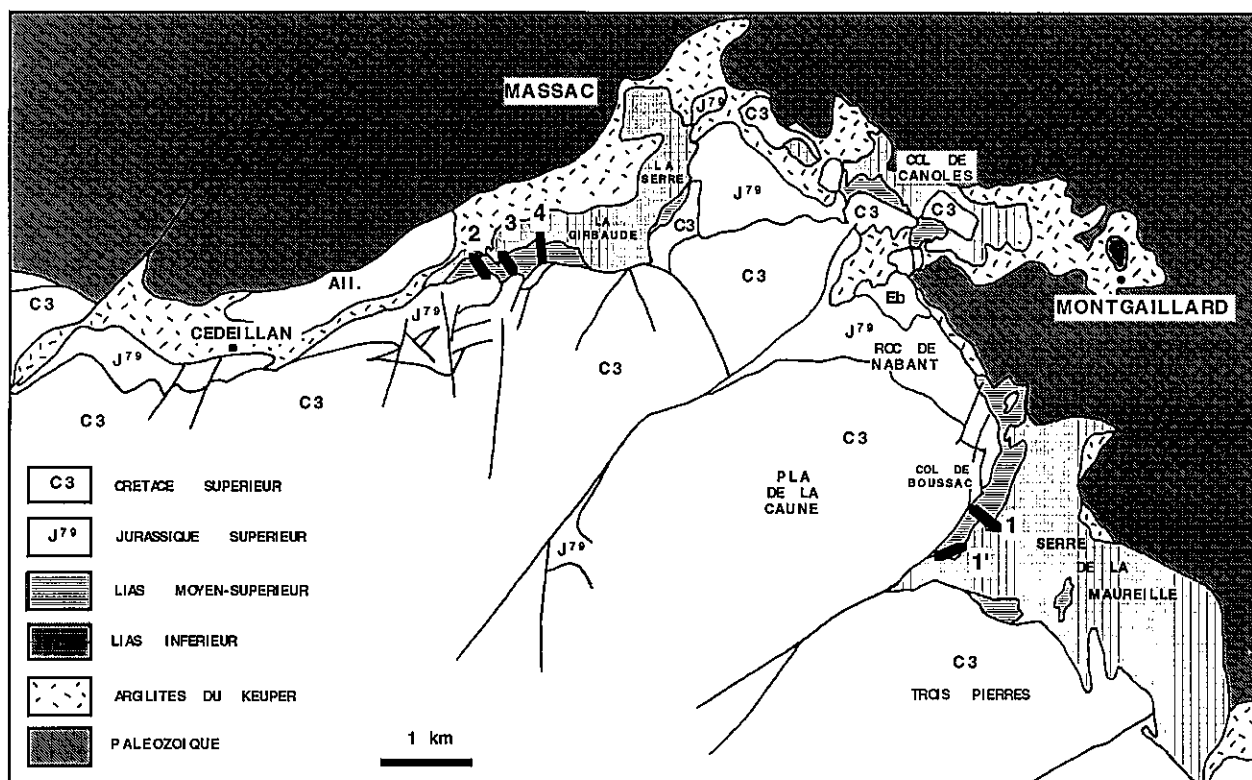 MASSAC
J79
C3
COL DE
CANOLES
LA
SERRE
J79
C3
C3
C3
2
3
4
LA
GIRBAUDE
C3
MONTGAILLARD
All.
C3
CEDEILLAN
J79
J79
Eb
J79
ROC DE
NABANT
C3
C3
C3
C3
COL DE
BOUSSAC
PLA
DE LA
CAUNE
1
1'
SERRE
DE LA
MAUREILLE
J79
C3
TROIS PIERRES
C3 CRETACE SUPERIEUR
J79 JURASSIQUE SUPERIEUR
LIAS MOYEN-SUPERIEUR
LIAS INFERIEUR
ARGILITES DU KEUPER
PALEOZOIQUE
1 km